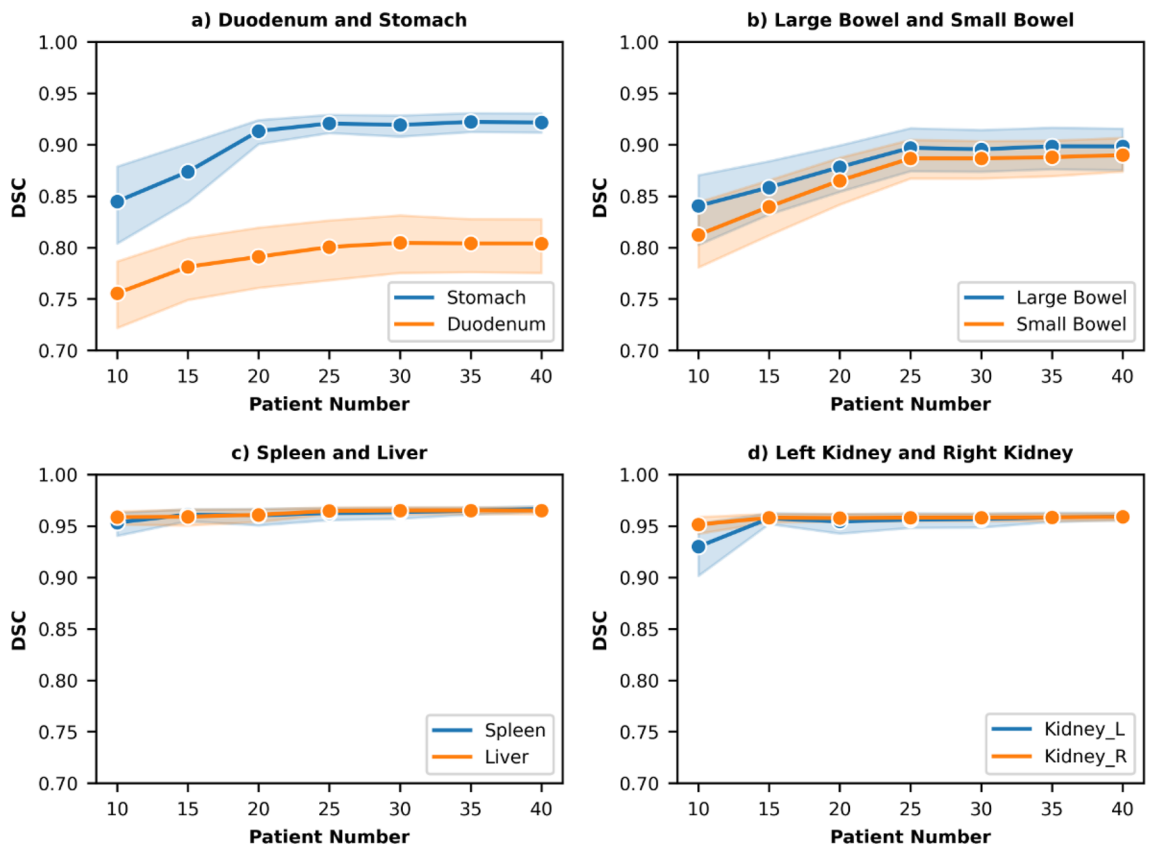 a) Duodenum and Stomach
1.00
0.95
0.90
0.85
0.80
0.75
0.70
DSC
10 15 20 25 30 35 40
Patient Number
Stomach
Duodenum
b) Large Bowel and Small Bowel
1.00
0.95
0.90
0.85
0.80
0.75
0.70
DSC
10 15 20 25 30 35 40
Patient Number
Large Bowel
Small Bowel
c) Spleen and Liver
1.00
0.95
0.90
0.85
0.80
0.75
0.70
DSC
10 15 20 25 30 35 40
Patient Number
Spleen
Liver
d) Left Kidney and Right Kidney
1.00
0.95
0.90
0.85
0.80
0.75
0.70
DSC
10 15 20 25 30 35 40
Patient Number
Kidney_L
Kidney_R